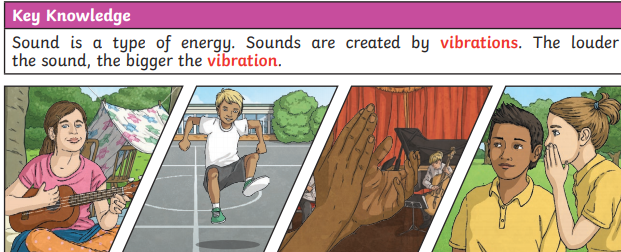 Key Knowledge
Sound is a type of energy. Sounds are created by vibrations. The louder
the sound, the bigger the vibration.